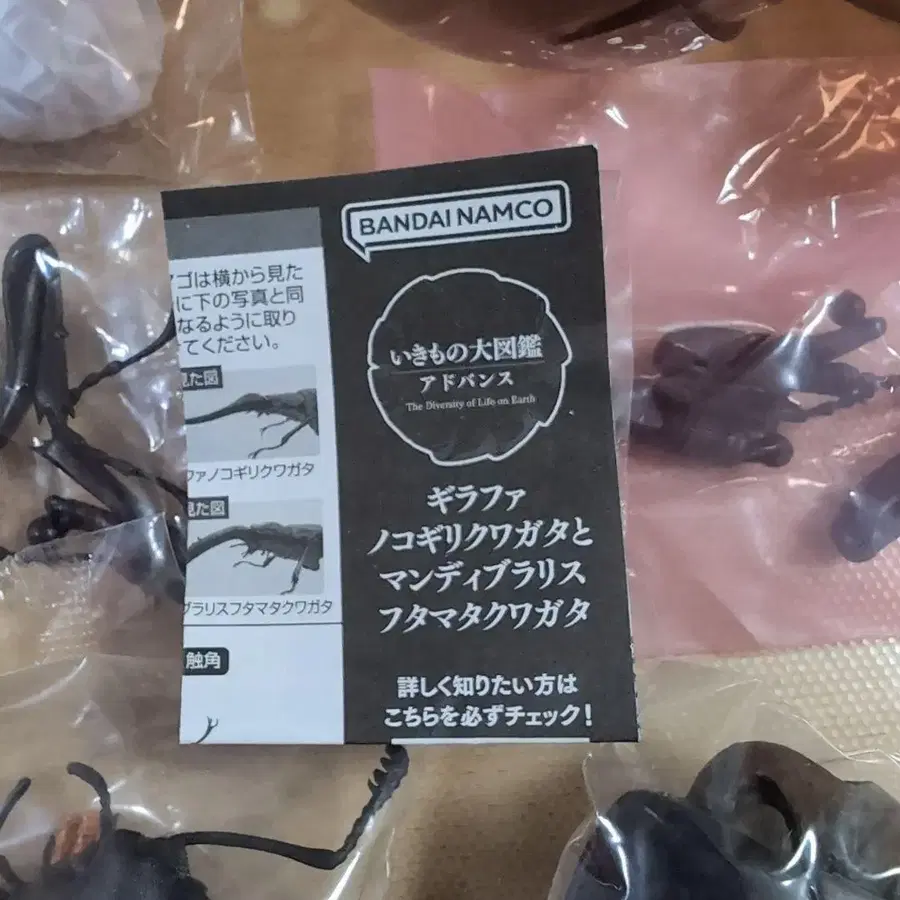 BANDAI NAMCO
いきもの大図鑑
アドバンス
The Diversity of Life on Earth
ギラファ
ノコギリクワガタと
マンディブラリス
フタマタクワガタ
詳しく知りたい方は
こちらを必ずチェック!
ゴは横から見た
に下の写真と同
なるように取り
てください。
見た図
ファノコギリクワガタ
見た図
ブラリスフタマタクワガタ
触角